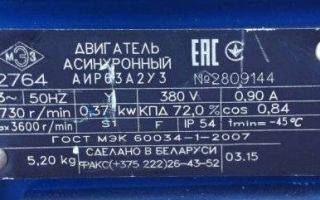 МЭЗ ДВИГАТЕЛЬ EAC
АСИНХРОННЫЙ
2764 АИР63А2У3 №2809144
3~ 50HZ Y 380 V 0,90 A
730 r/min 0,37 kW КПД 72,0% cos 0,84
max 3600 r/min S1 F IP 54 tmin= -45°C
ГОСТ МЭК 60034-1-2007
5,20 kg СДЕЛАНО В БЕЛАРУСИ
ФАКС(+375 222)26-43-52 03.15